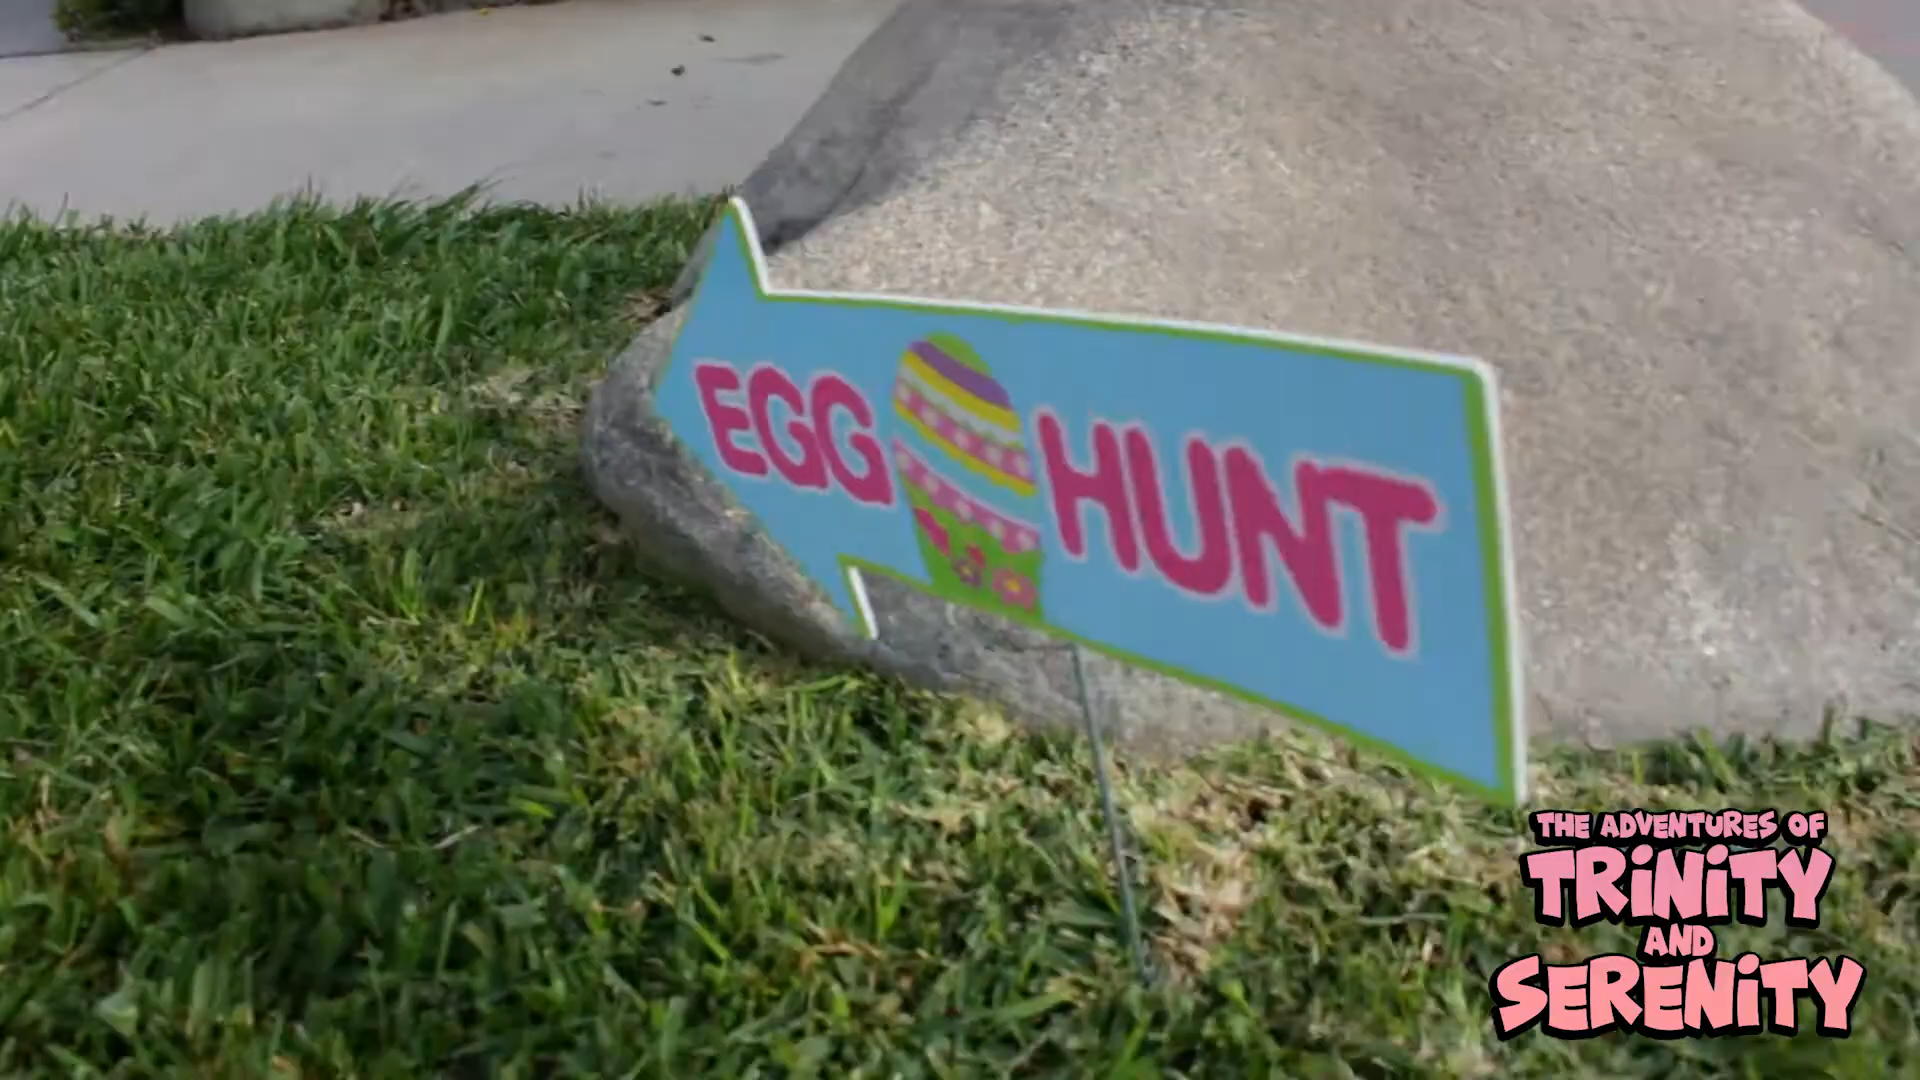 EGG HUNT
THE ADVENTURES OF
TRiNiTY
AND
SERENiTY